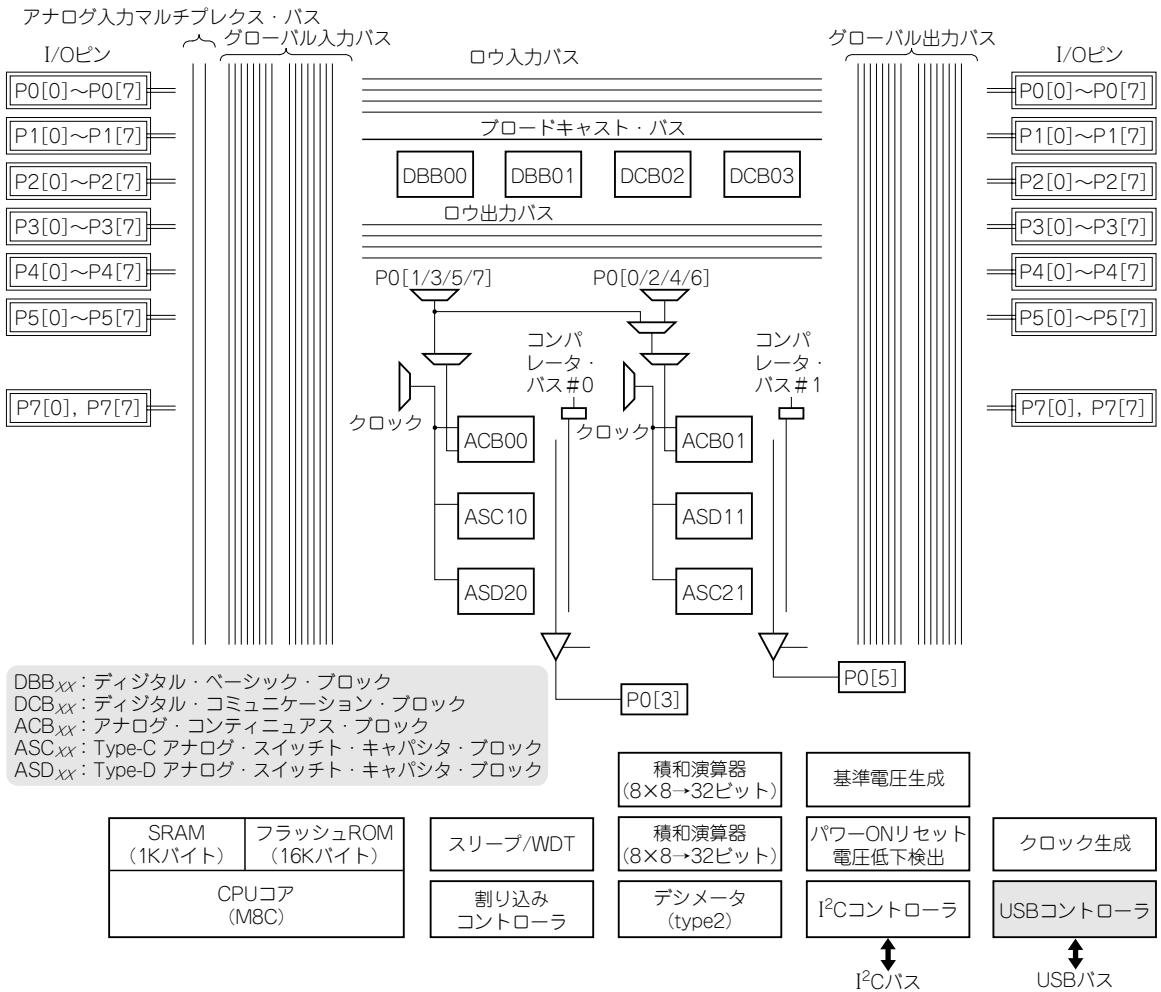 アナログ入力マルチプレクス・バス
グローバル入力バス
グローバル出力バス
I/Oピン
ロウ入力バス
I/Oピン
P0[0]～P0[7]
P1[0]～P1[7]
P2[0]～P2[7]
P3[0]～P3[7]
P4[0]～P4[7]
P5[0]～P5[7]
P7[0], P7[7]
ブロードキャスト・バス
DBB00
DBB01
DCB02
DCB03
ロウ出力バス
P0[1/3/5/7]
P0[0/2/4/6]
コンパ
レータ・
バス#0
コンパ
レータ・
バス#1
クロック
クロック
ACB00
ACB01
ASC10
ASD11
ASD20
ASC21
P0[3]
P0[5]
P0[0]～P0[7]
P1[0]～P1[7]
P2[0]～P2[7]
P3[0]～P3[7]
P4[0]～P4[7]
P5[0]～P5[7]
P7[0], P7[7]
DBBXX：ディジタル・ベーシック・ブロック
DCBXX：ディジタル・コミュニケーション・ブロック
ACBXX：アナログ・コンティニュアス・ブロック
ASCXX：Type-C アナログ・スイッチト・キャパシタ・ブロック
ASDXX：Type-D アナログ・スイッチト・キャパシタ・ブロック
積和演算器
(8×8→32ビット)
基準電圧生成
SRAM
(1Kバイト)
フラッシュROM
(16Kバイト)
スリープ/WDT
積和演算器
(8×8→32ビット)
パワーONリセット
電圧低下検出
クロック生成
CPUコア
(M8C)
割り込み
コントローラ
デシメータ
(type2)
I²Cコントローラ
USBコントローラ
I²Cバス
USBバス